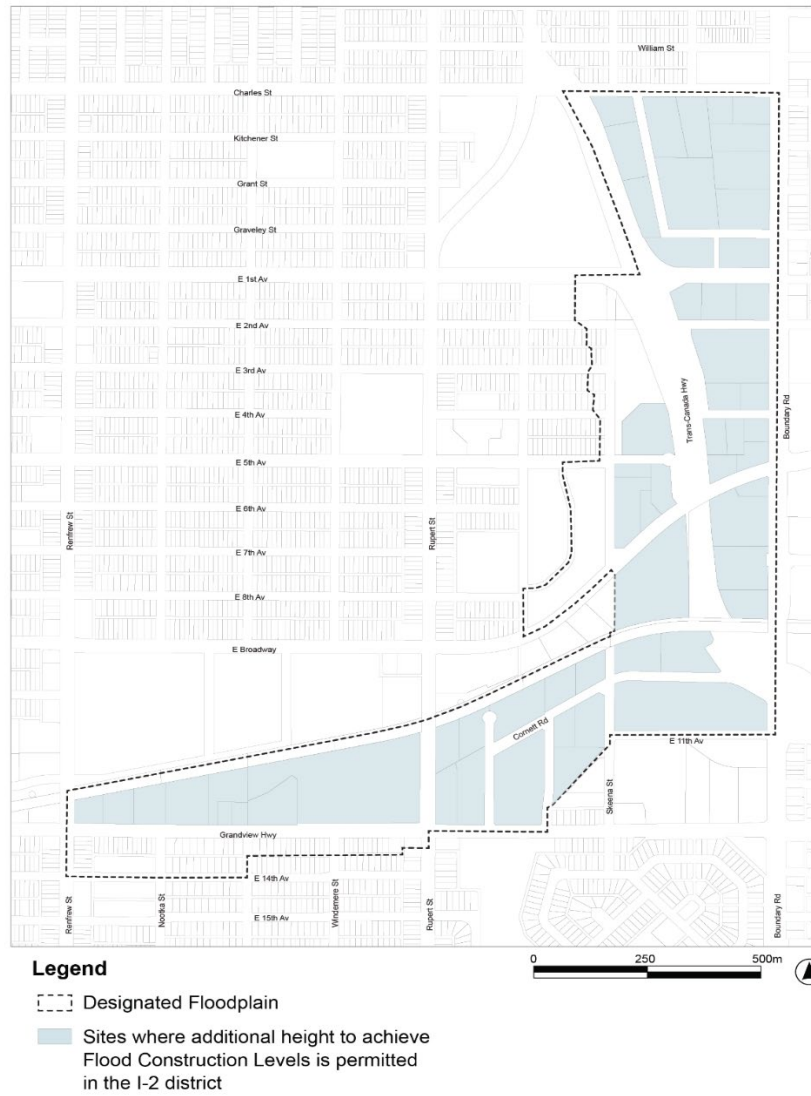 William St
Charles St
Kitchener St
Grant St
Graveley St
E 1st Av
E 2nd Av
E 3rd Av
Trans-Canada Hwy
Boundary Rd
E 4th Av
E 5th Av
E 6th Av
Renfrew St
Rupert St
E 7th Av
E 8th Av
E Broadway
Cornett Rd
E 11th Av
Skeena St
Grandview Hwy
E 14th Av
Renfrew St
Nootka St
Windermere St
Rupert St
Boundary Rd
E 15th Av
Legend
0 250 500m
Designated Floodplain
Sites where additional height to achieve
Flood Construction Levels is permitted
in the I-2 district